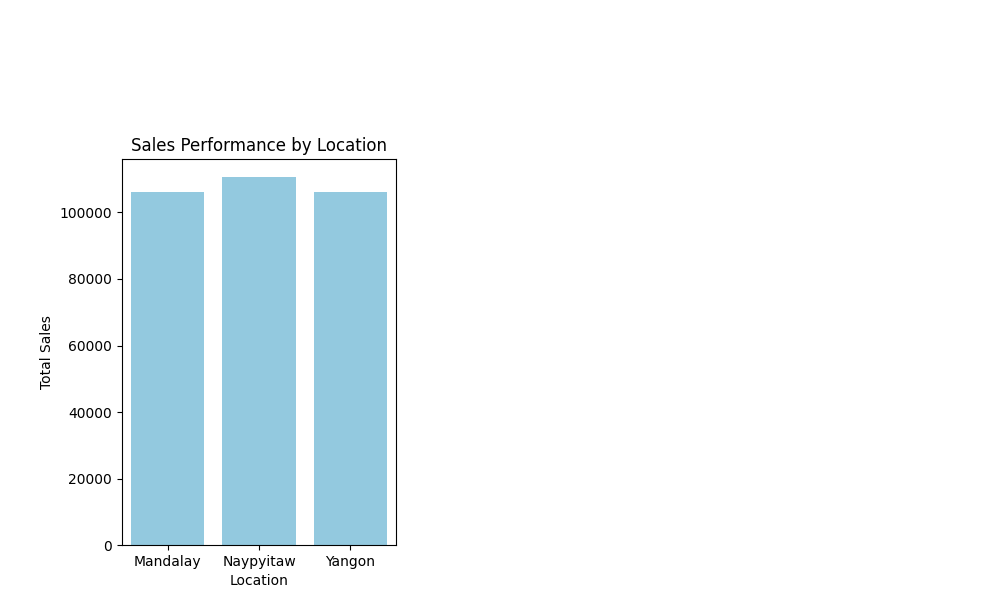 Sales Performance by Location
100000
80000
60000
40000
20000
0
Total Sales
Mandalay Naypyitaw Yangon
Location